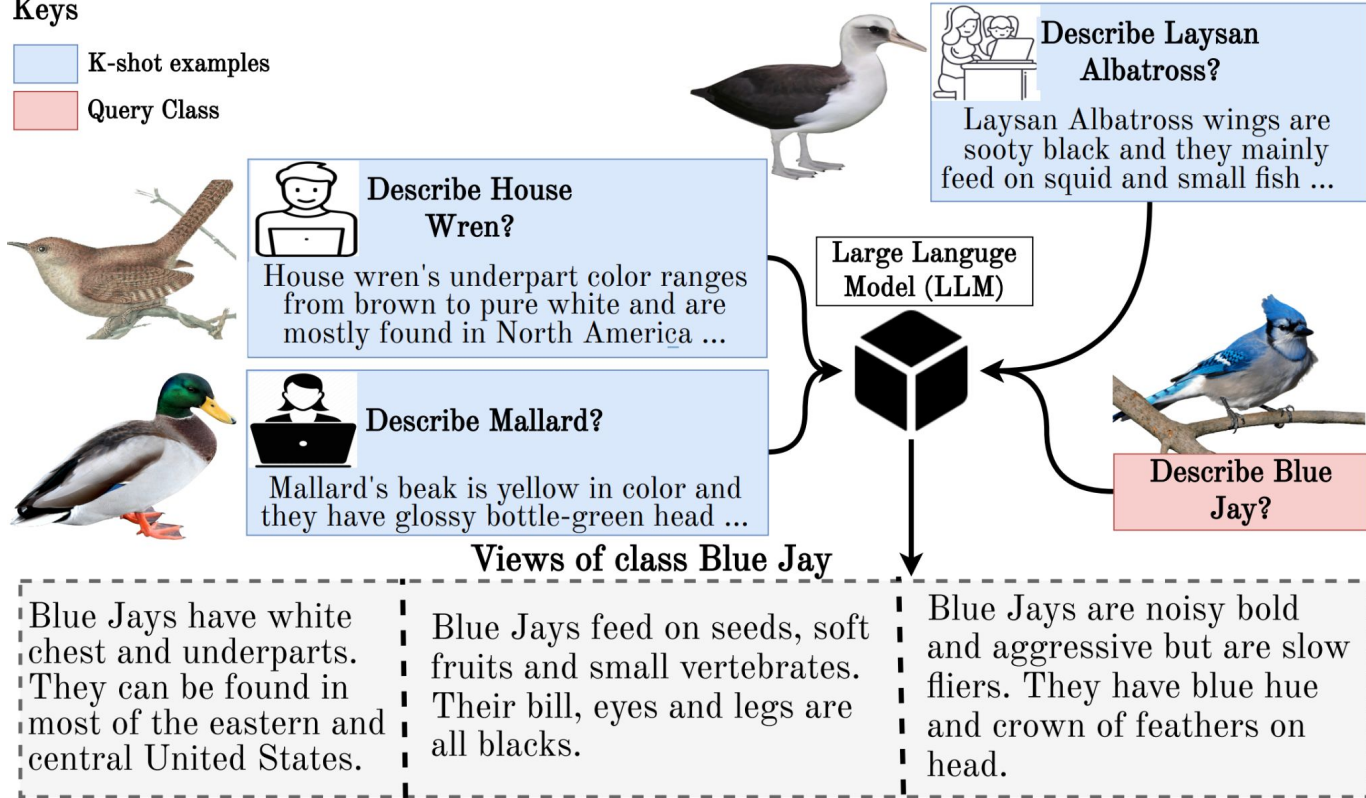 Keys
K-shot examples
Query Class
Describe Laysan
Albatross?
Laysan Albatross wings are
sooty black and they mainly
feed on squid and small fish ...
Describe House
Wren?
House wren's underpart color ranges
from brown to pure white and are
mostly found in North America ...
Large Languge
Model (LLM)
Describe Mallard?
Mallard's beak is yellow in color and
they have glossy bottle-green head ...
Describe Blue
Jay?
Views of class Blue Jay
Blue Jays have white
chest and underparts.
They can be found in
most of the eastern and
central United States.
Blue Jays feed on seeds, soft
fruits and small vertebrates.
Their bill, eyes and legs are
all blacks.
Blue Jays are noisy bold
and aggressive but are slow
fliers. They have blue hue
and crown of feathers on
head.